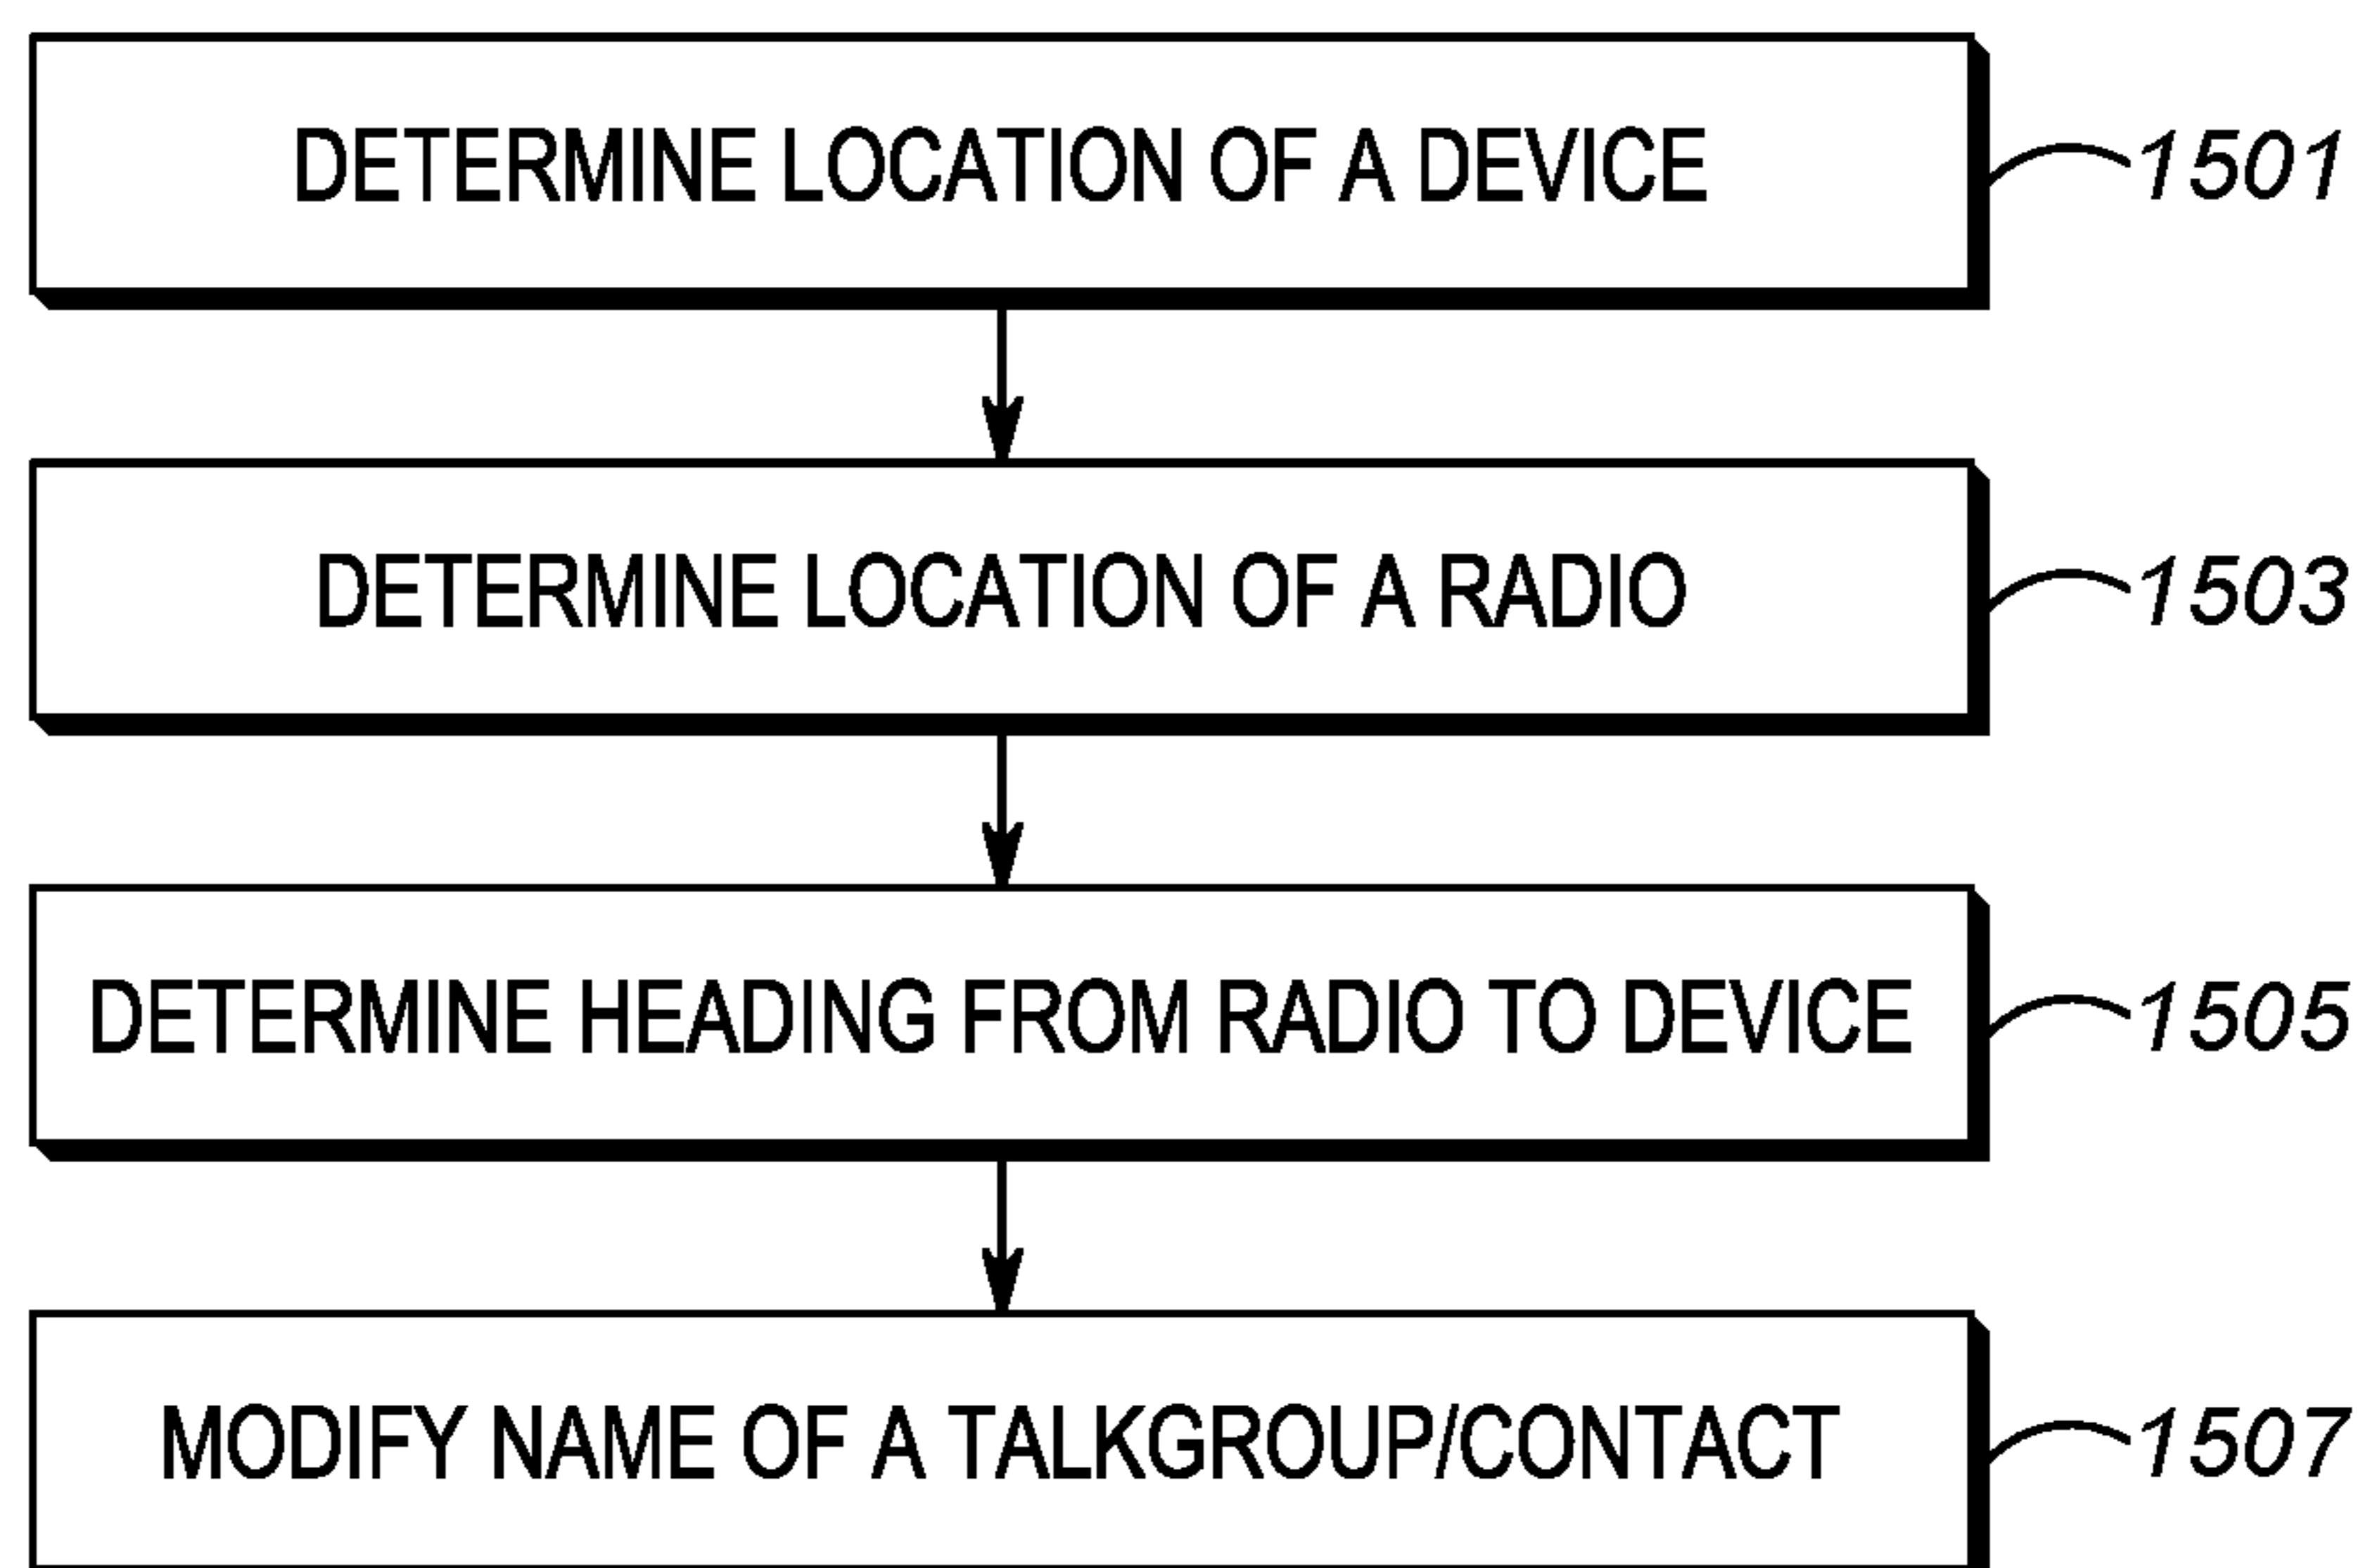 DETERMINE LOCATION OF A DEVICE 1501
DETERMINE LOCATION OF A RADIO 1503
DETERMINE HEADING FROM RADIO TO DEVICE 1505
MODIFY NAME OF A TALKGROUP/CONTACT 1507